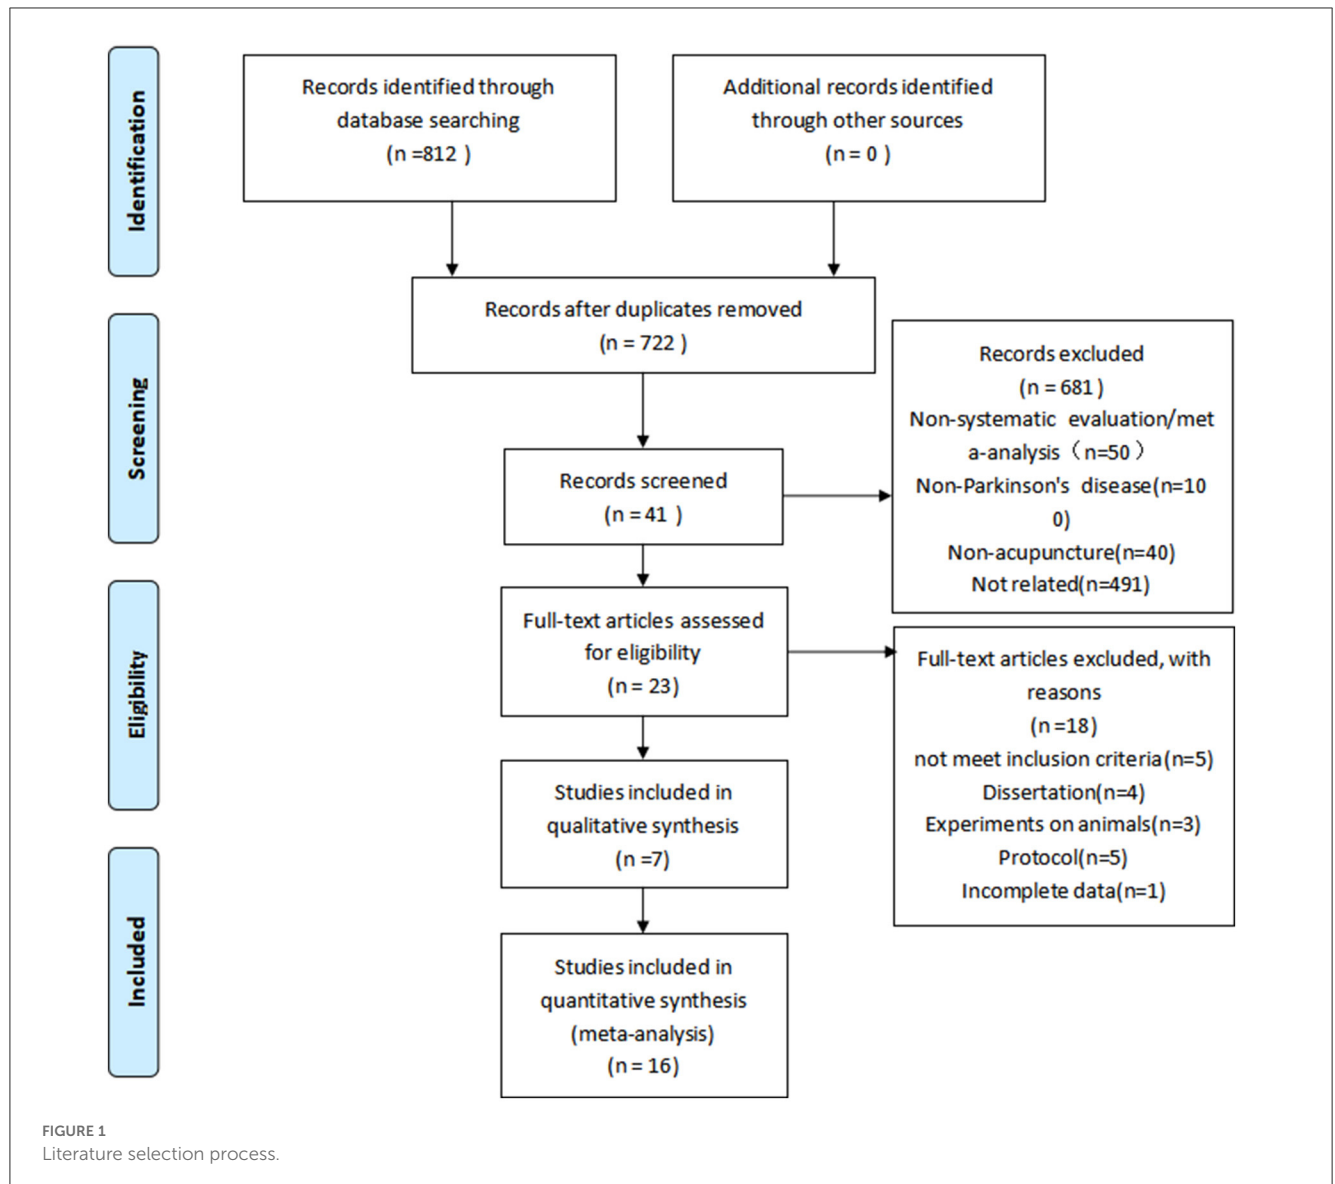 Identification
Records identified through
database searching
(n =812 )
Additional records identified
through other sources
(n = 0 )
Records after duplicates removed
(n = 722 )
Screening
Records screened
(n = 41 )
Records excluded
(n = 681)
Non-systematic evaluation/met
a-analysis（n=50 ）
Non-Parkinson's disease(n=10
0)
Non-acupuncture(n=40)
Not related(n=491)
Eligibility
Full-text articles assessed
for eligibility
(n = 23)
Full-text articles excluded, with
reasons
(n =18)
not meet inclusion criteria(n=5)
Dissertation(n=4)
Experiments on animals(n=3)
Protocol(n=5)
Incomplete data(n=1)
Studies included in
qualitative synthesis
(n =7)
Included
Studies included in
quantitative synthesis
(meta-analysis)
(n = 16)
FIGURE 1
Literature selection process.